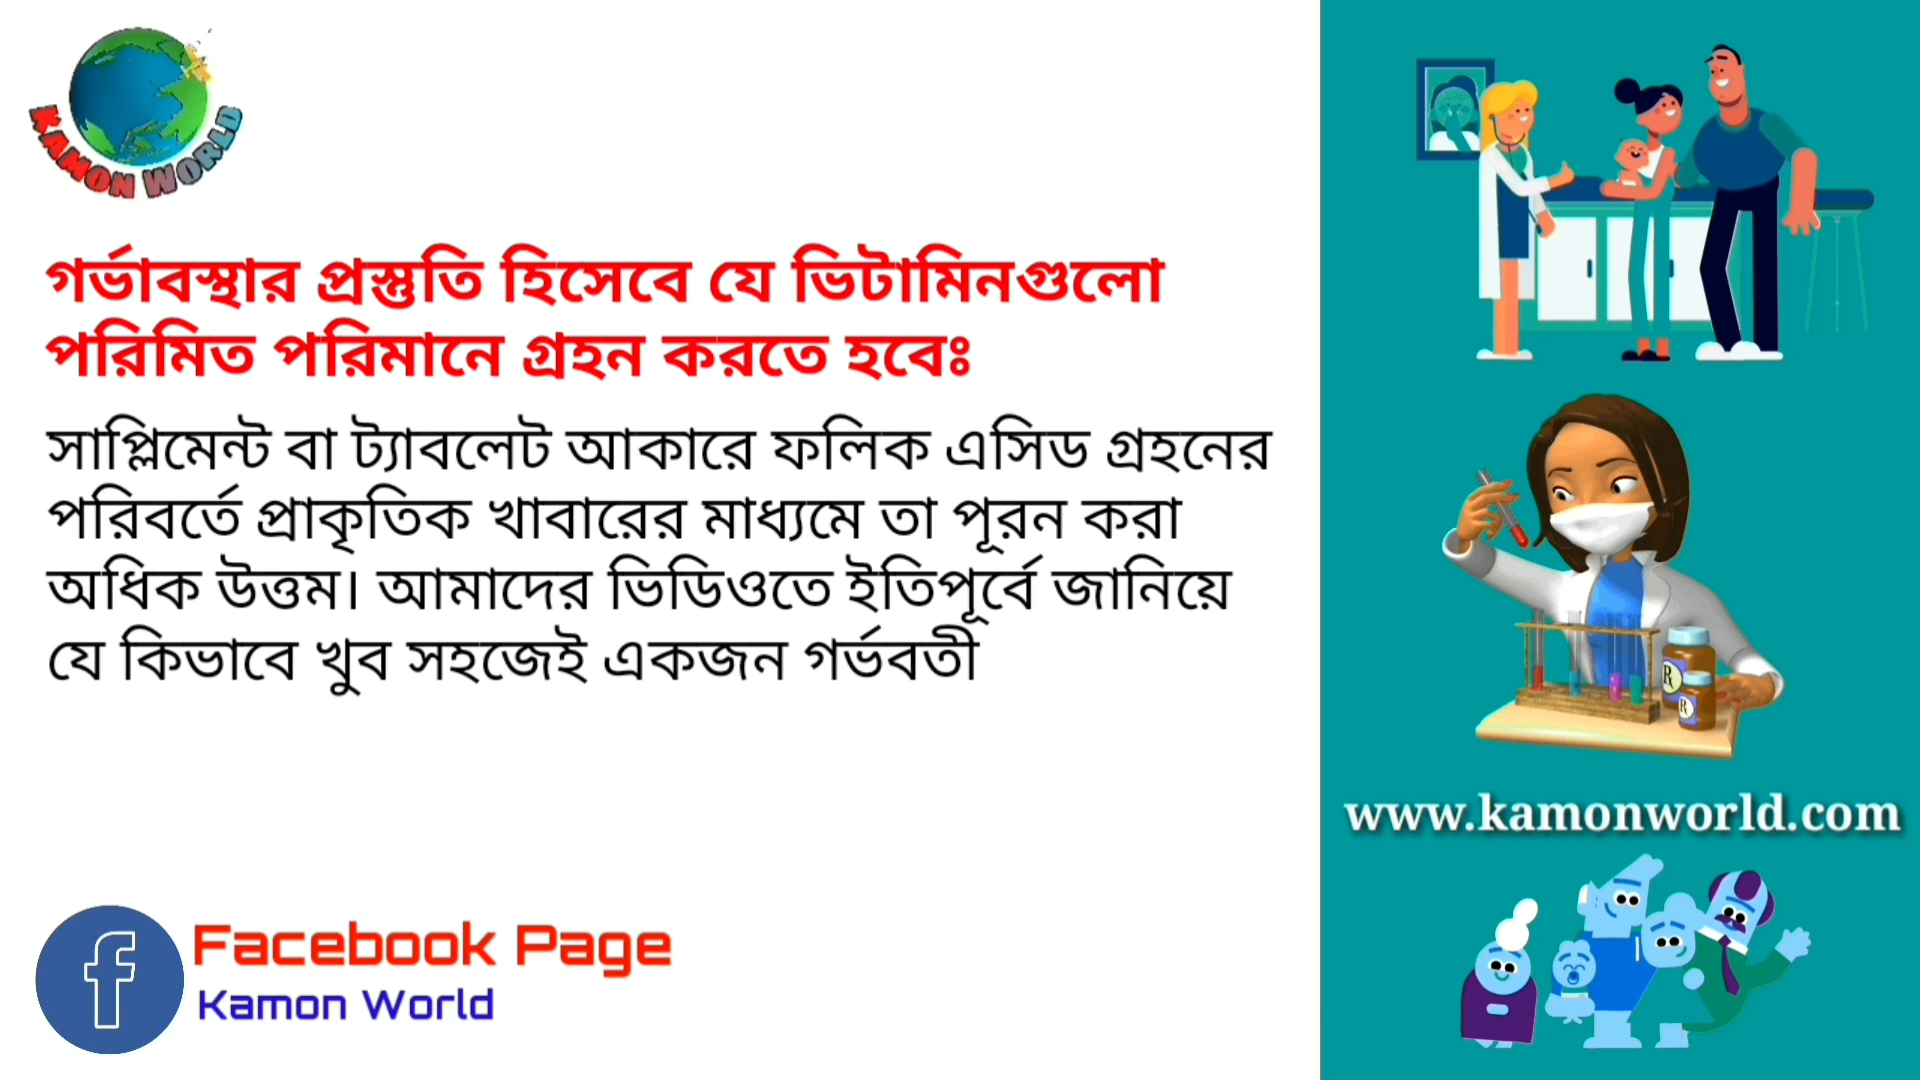 KAMON WORLD
গর্ভাবস্থার প্রস্তুতি হিসেবে যে ভিটামিনগুলো
পরিমিত পরিমানে গ্রহন করতে হবেঃ
সাপ্লিমেন্ট বা ট্যাবলেট আকারে ফলিক এসিড গ্রহনের
পরিবর্তে প্রাকৃতিক খাবারের মাধ্যমে তা পূরন করা
অধিক উত্তম। আমাদের ভিডিওতে ইতিপূর্বে জানিয়ে
যে কিভাবে খুব সহজেই একজন গর্ভবতী
f
Facebook Page
Kamon World
R
R
www.kamonworld.com